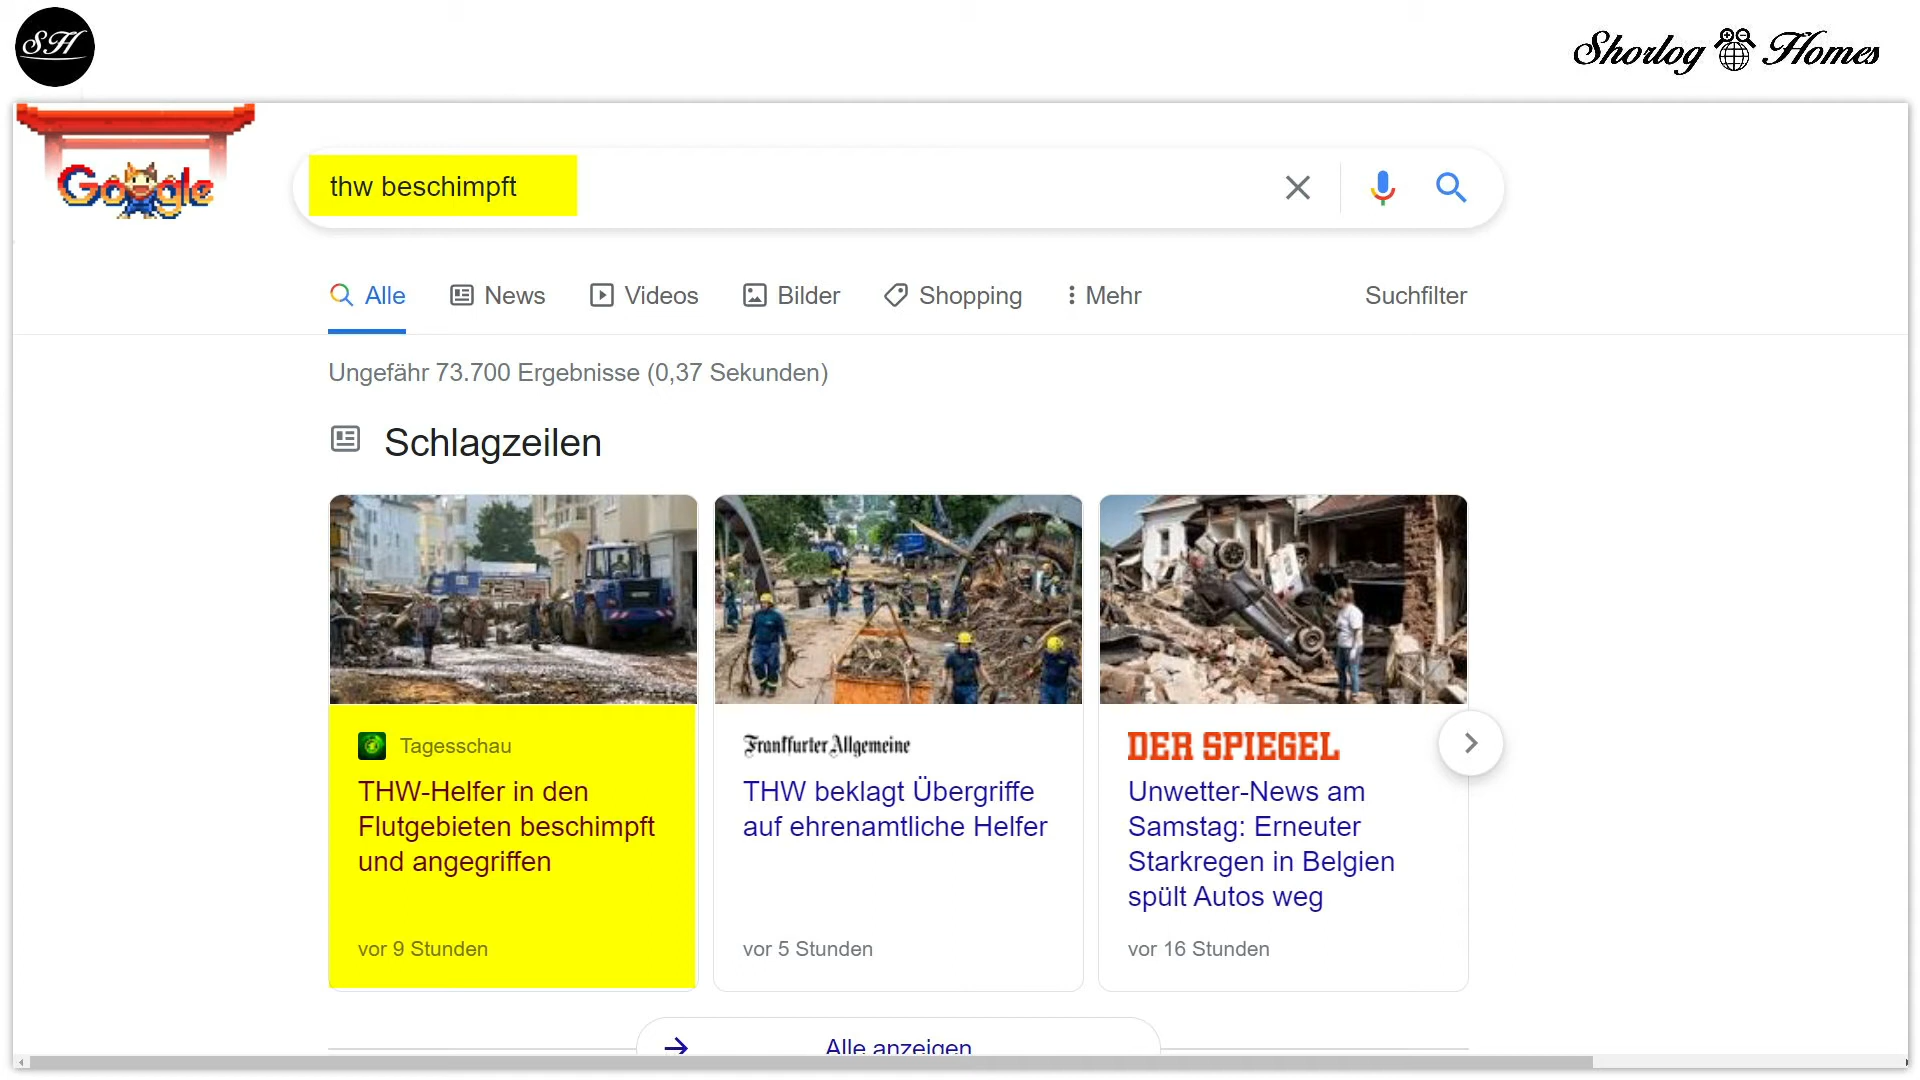 SH
Shorlog Homes
Google
thw beschimpft
Alle
News
Videos
Bilder
Shopping
Mehr
Suchfilter
Ungefähr 73.700 Ergebnisse (0,37 Sekunden)
Schlagzeilen
Tagesschau
THW-Helfer in den
Flutgebieten beschimpft
und angegriffen
vor 9 Stunden
Frankfurter Allgemeine
THW beklagt Übergriffe
auf ehrenamtliche Helfer
vor 5 Stunden
DER SPIEGEL
Unwetter-News am
Samstag: Erneuter
Starkregen in Belgien
spült Autos weg
vor 16 Stunden
Alle anzeigen